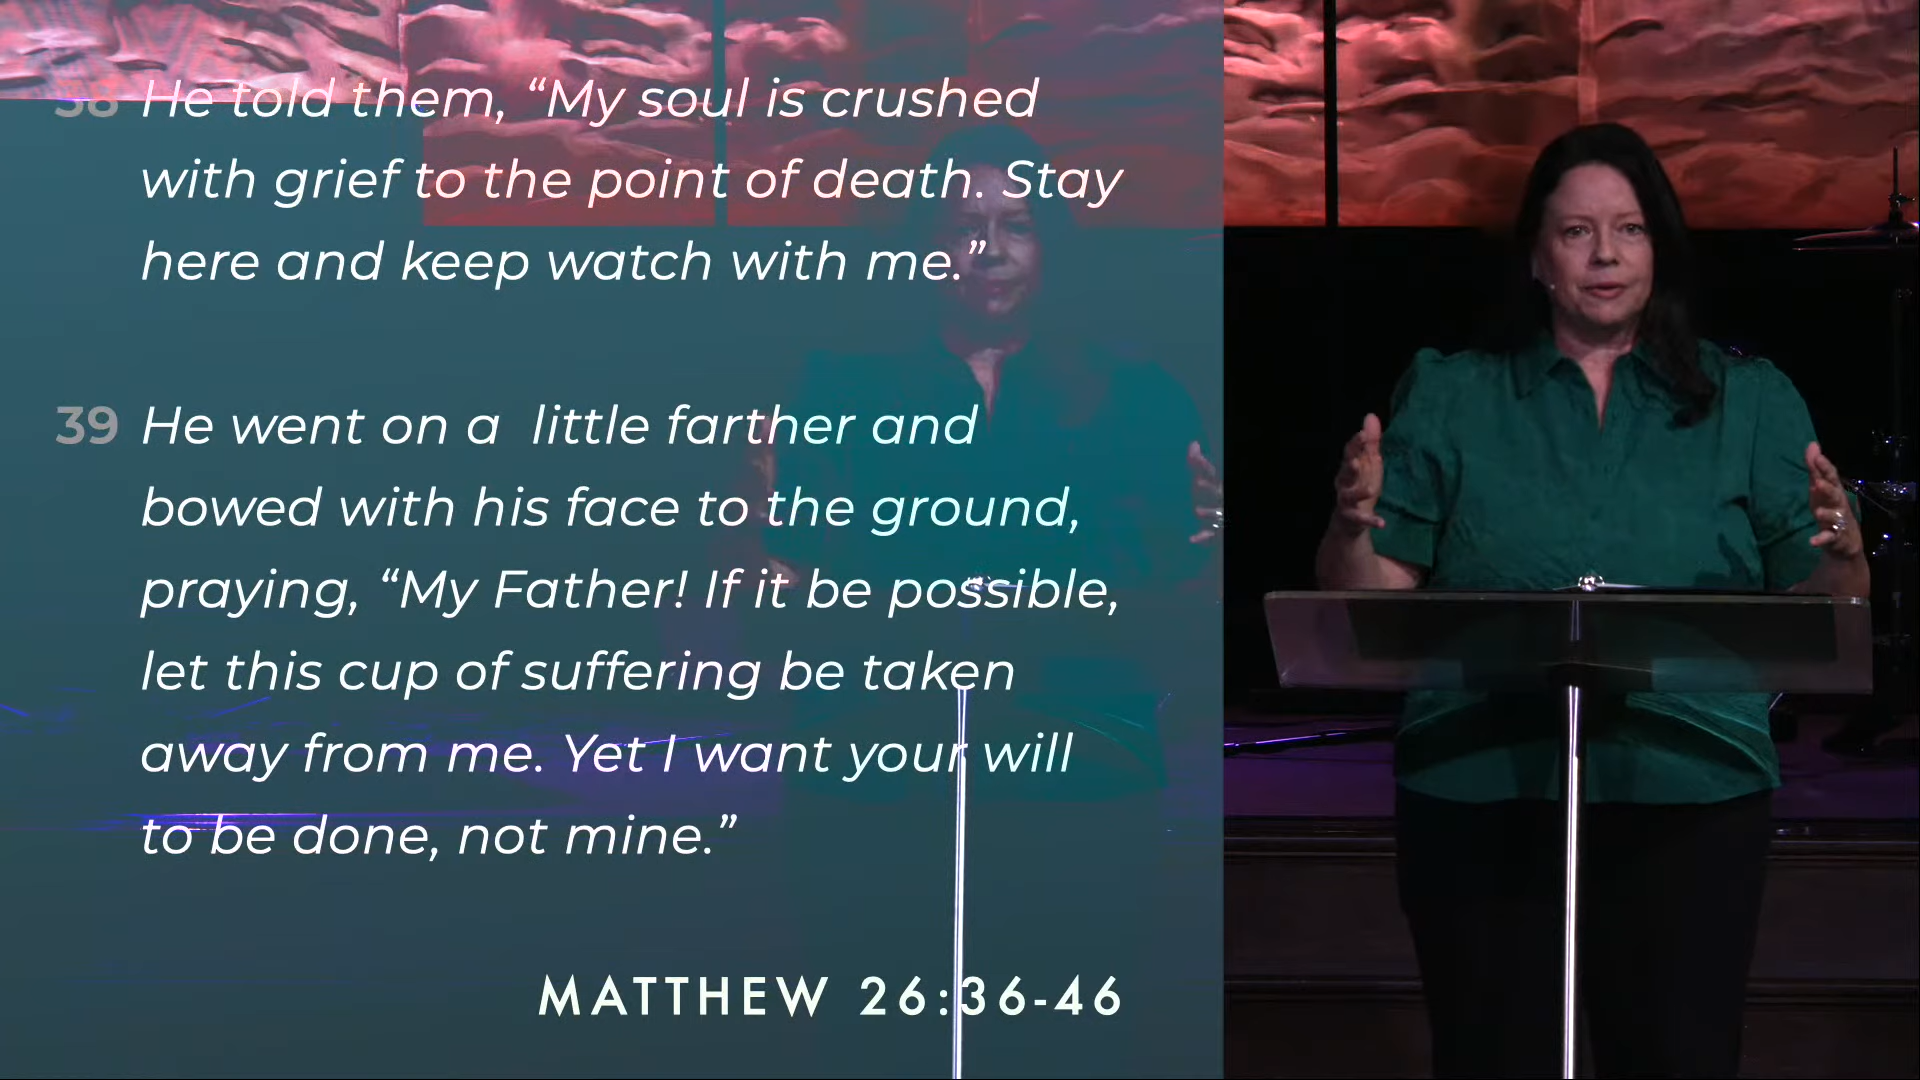 38 He told them, “My soul is crushed
with grief to the point of death. Stay
here and keep watch with me.”
39 He went on a  little farther and
bowed with his face to the ground,
praying, “My Father! If it be possible,
let this cup of suffering be taken
away from me. Yet I want your will
to be done, not mine.”
MATTHEW 26:36-46